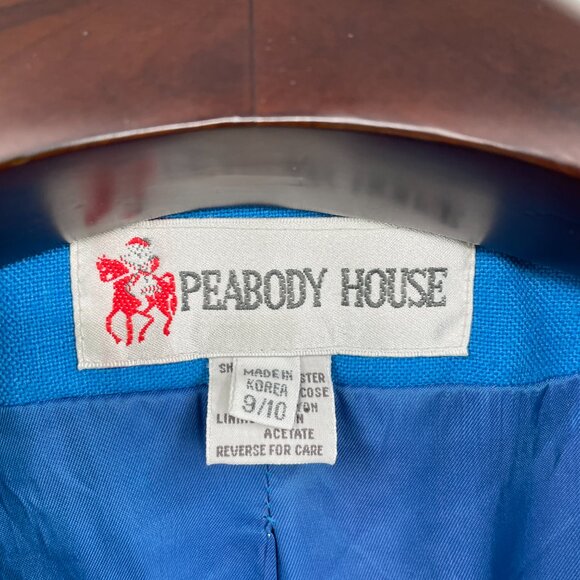 PEABODY HOUSE
MADE IN
KOREA
9/10
ACETATE
REVERSE FOR CARE